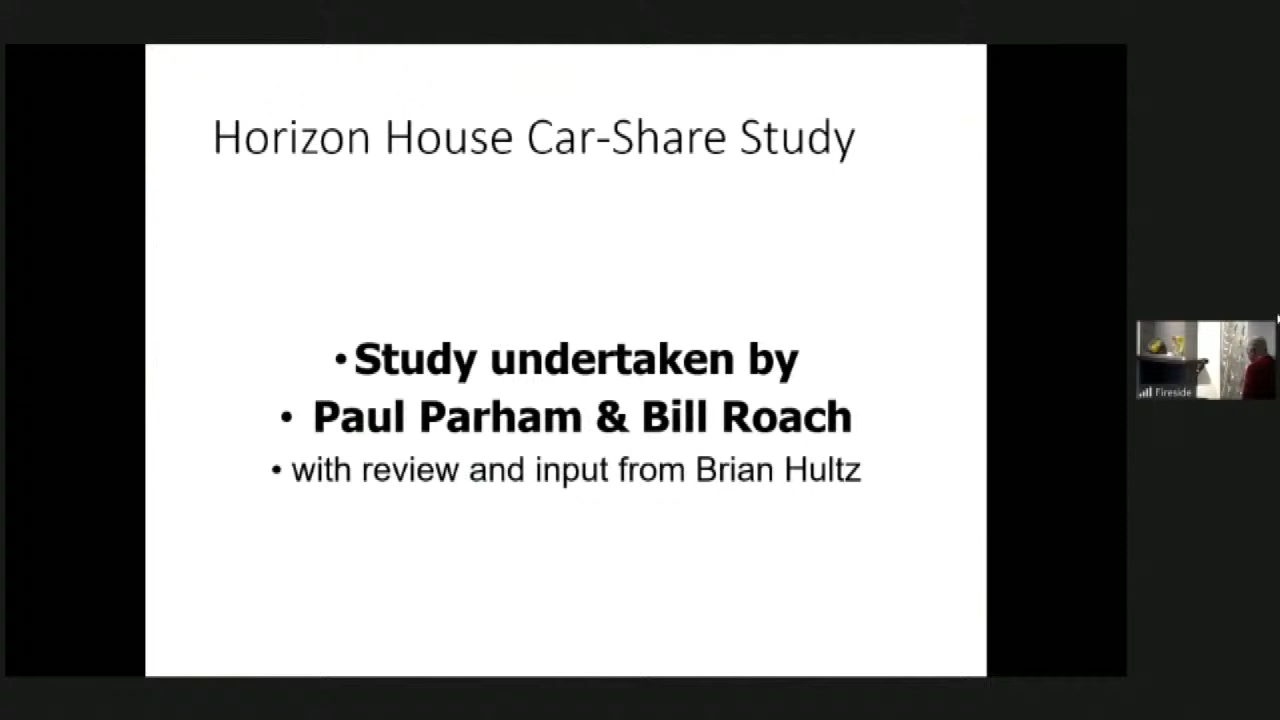 Horizon House Car-Share Study
• Study undertaken by
• Paul Parham & Bill Roach
• with review and input from Brian Hultz
Fireside